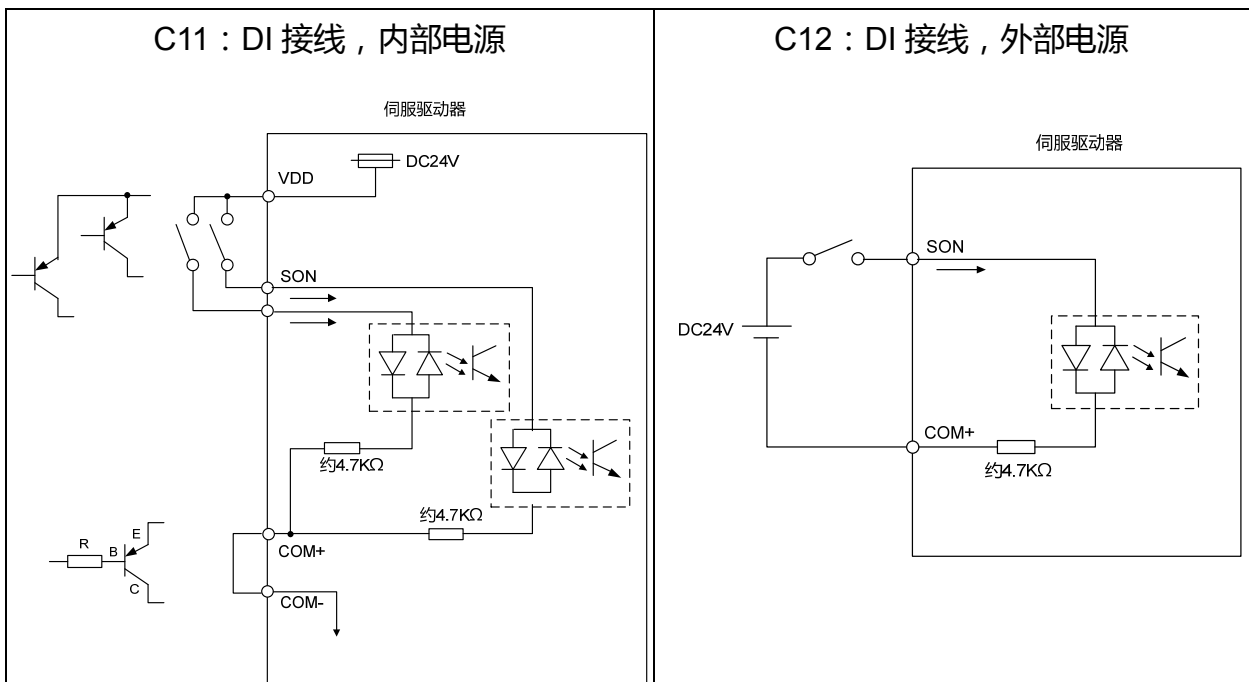 C11：DI 接线，内部电源
伺服驱动器
DC24V
VDD
SON
约4.7KΩ
约4.7KΩ
COM+
COM-
R
B
E
C
C12：DI 接线，外部电源
伺服驱动器
SON
DC24V
COM+
约4.7KΩ